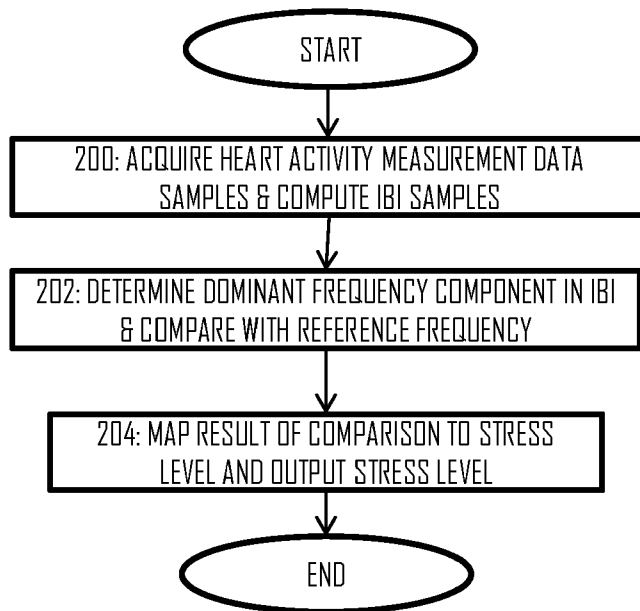 START
200: ACQUIRE HEART ACTIVITY MEASUREMENT DATA
SAMPLES & COMPUTE IBI SAMPLES
202: DETERMINE DOMINANT FREQUENCY COMPONENT IN IBI
& COMPARE WITH REFERENCE FREQUENCY
204: MAP RESULT OF COMPARISON TO STRESS
LEVEL AND OUTPUT STRESS LEVEL
END